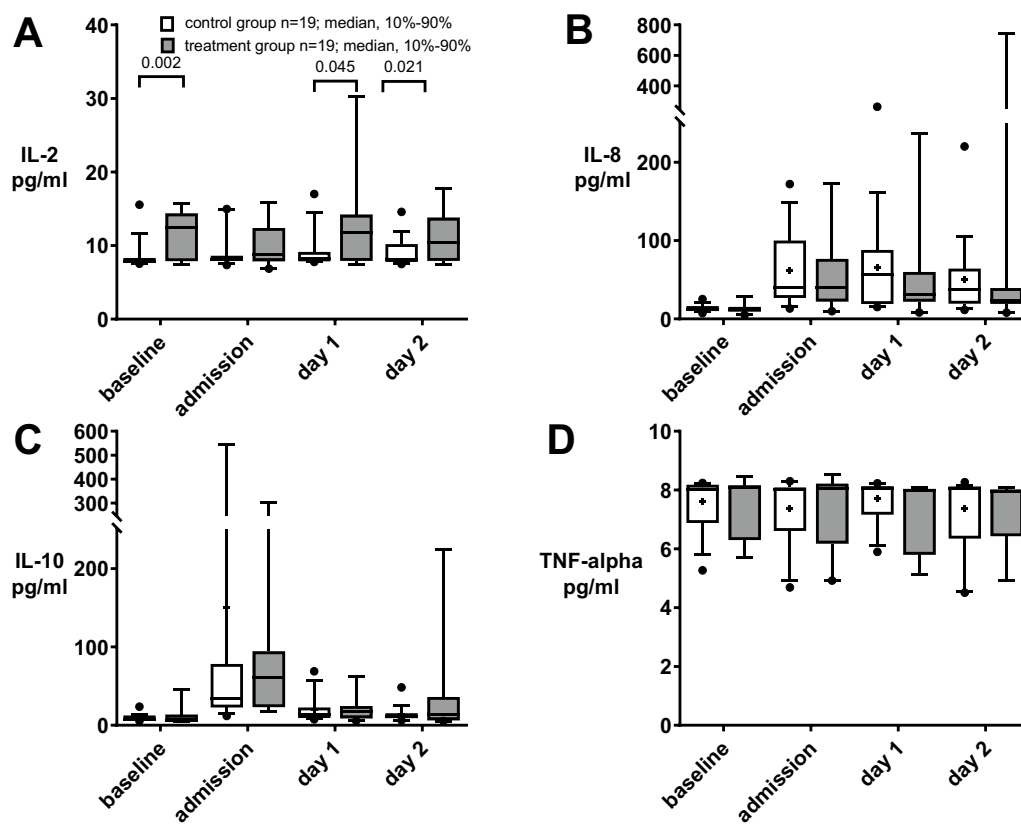 A
control group n=19; median, 10%-90%
treatment group n=19; median, 10%-90%
0.002
0.045
0.021
IL-2
pg/ml
40
30
20
10
0
baseline
admission
day 1
day 2
B
IL-8
pg/ml
800
600
400
200
100
0
baseline
admission
day 1
day 2
C
IL-10
pg/ml
600
500
400
300
200
100
0
baseline
admission
day 1
day 2
D
TNF-alpha
pg/ml
10
8
6
4
2
0
baseline
admission
day 1
day 2